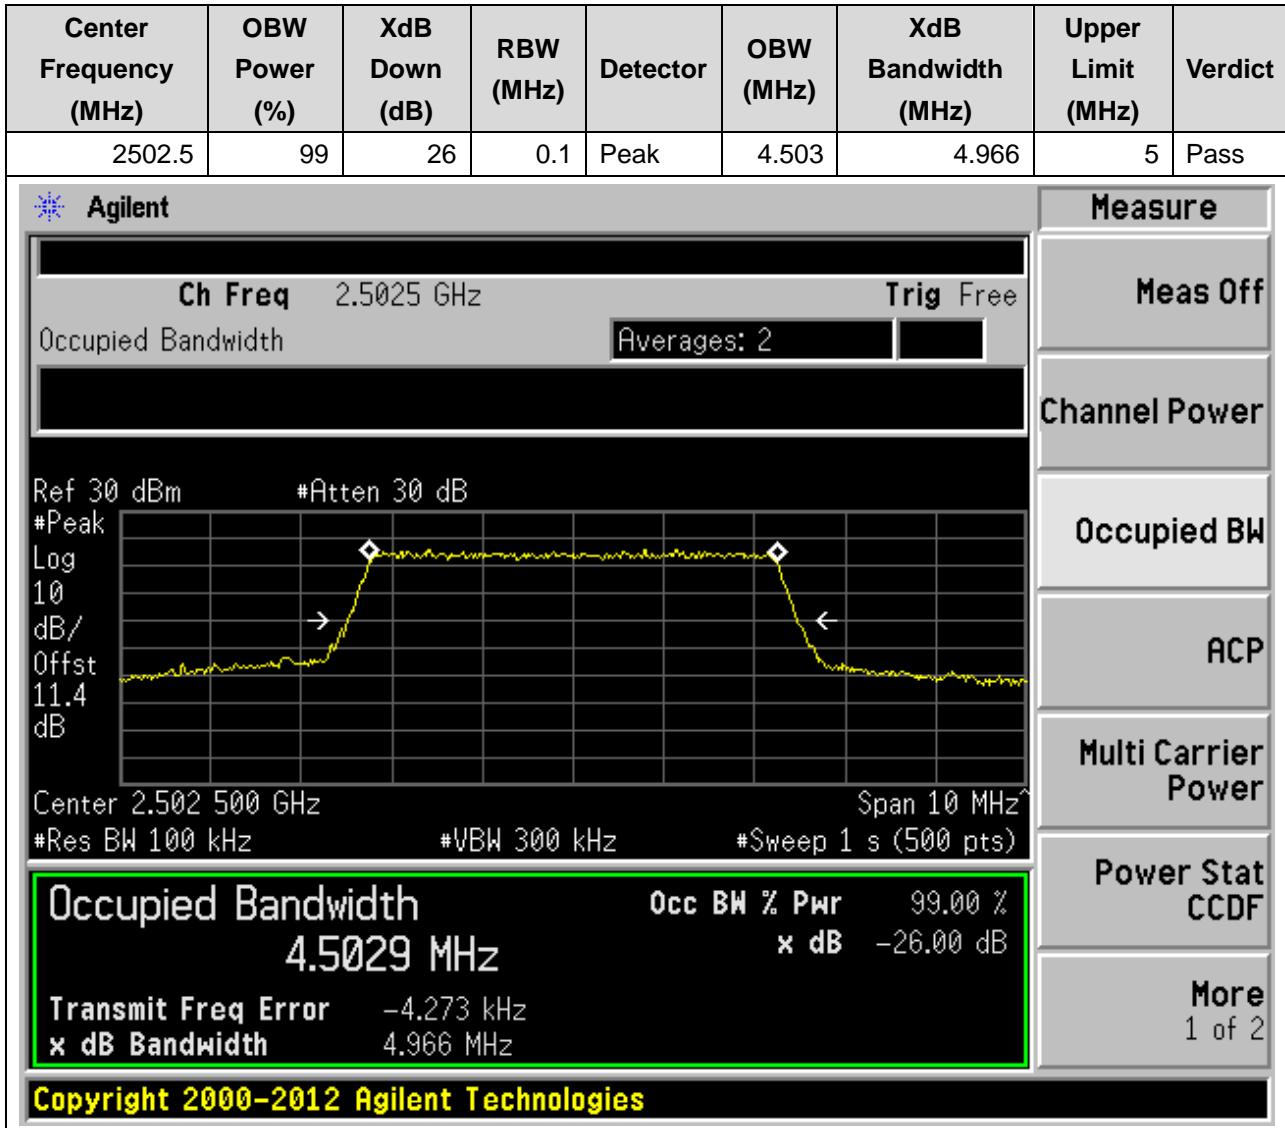 Center Frequency (MHz) OBW Power (%) XdB Down (dB) RBW (MHz) Detector OBW (MHz) XdB Bandwidth (MHz) Upper Limit (MHz) Verdict
2502.5 99 26 0.1 Peak 4.503 4.966 5 Pass
Agilent
Measure
Ch Freq 2.5025 GHz Trig Free
Occupied Bandwidth Averages: 2
Ref 30 dBm #Atten 30 dB
#Peak
Log
10
dB/
Offst
11.4
dB
Center 2.502 500 GHz Span 10 MHz^
#Res BW 100 kHz #VBW 300 kHz #Sweep 1 s (500 pts)
Occupied Bandwidth Occ BW % Pwr 99.00 %
4.5029 MHz x dB -26.00 dB
Transmit Freq Error -4.273 kHz
x dB Bandwidth 4.966 MHz
Meas Off
Channel Power
Occupied BW
ACP
Multi Carrier
Power
Power Stat
CCDF
More
1 of 2
Copyright 2000-2012 Agilent Technologies